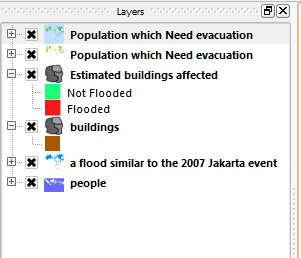 Layers
Population which Need evacuation
Population which Need evacuation
Estimated buildings affected
Not Flooded
Flooded
buildings
a flood similar to the 2007 Jakarta event
people